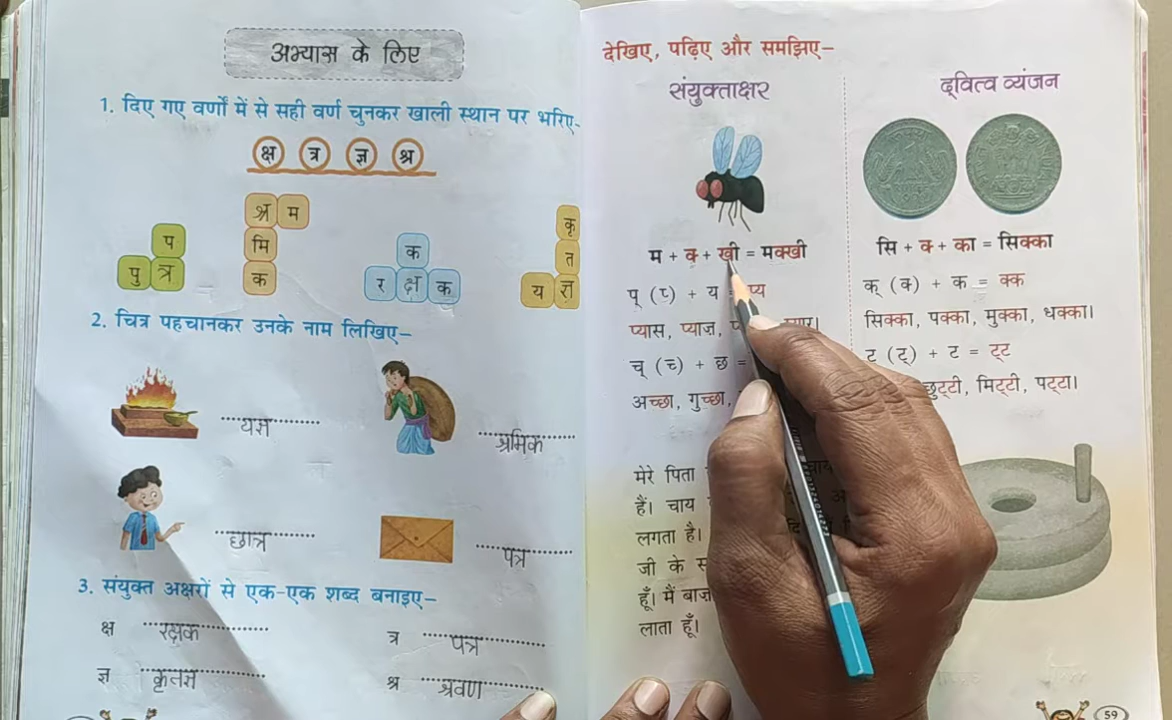 अभ्यास के लिए
1. दिए गए वर्णों में से सही वर्ण चुनकर खाली स्थान पर भरिए-
क्ष त्र ज्ञ श्र
प
पु त्र
श्र म
मि
क
क
र क्ष क
कृ
त
य ज्ञ
2. चित्र पहचानकर उनके नाम लिखिए–
यज्ञ
श्रमिक
छात्र
पत्र
3. संयुक्त अक्षरों से एक-एक शब्द बनाइए–
क्ष रक्षक
त्र पत्र
ज्ञ कृतज्ञ
श्र श्रवण
देखिए, पढ़िए और समझिए–
संयुक्ताक्षर
म + क् + खी = मक्खी
प् (प्‍) + य = प्य
प्यास, प्याज़,
च् (च्‍) + छ =
अच्छा, गुच्छा,
द्‌वित्व व्यंजन
सि + क् + का = सिक्का
क् (क्‍) + क = क्क
सिक्का, पक्का, मुक्का, धक्का।
ट (ट्) + ट = ट्‌ट
छुट्‌टी, मिट्‌टी, पट्‌टा।
मेरे पिता
हैं। चाय
लगता है।
जी के
हूँ। मैं
लाता हूँ।
59